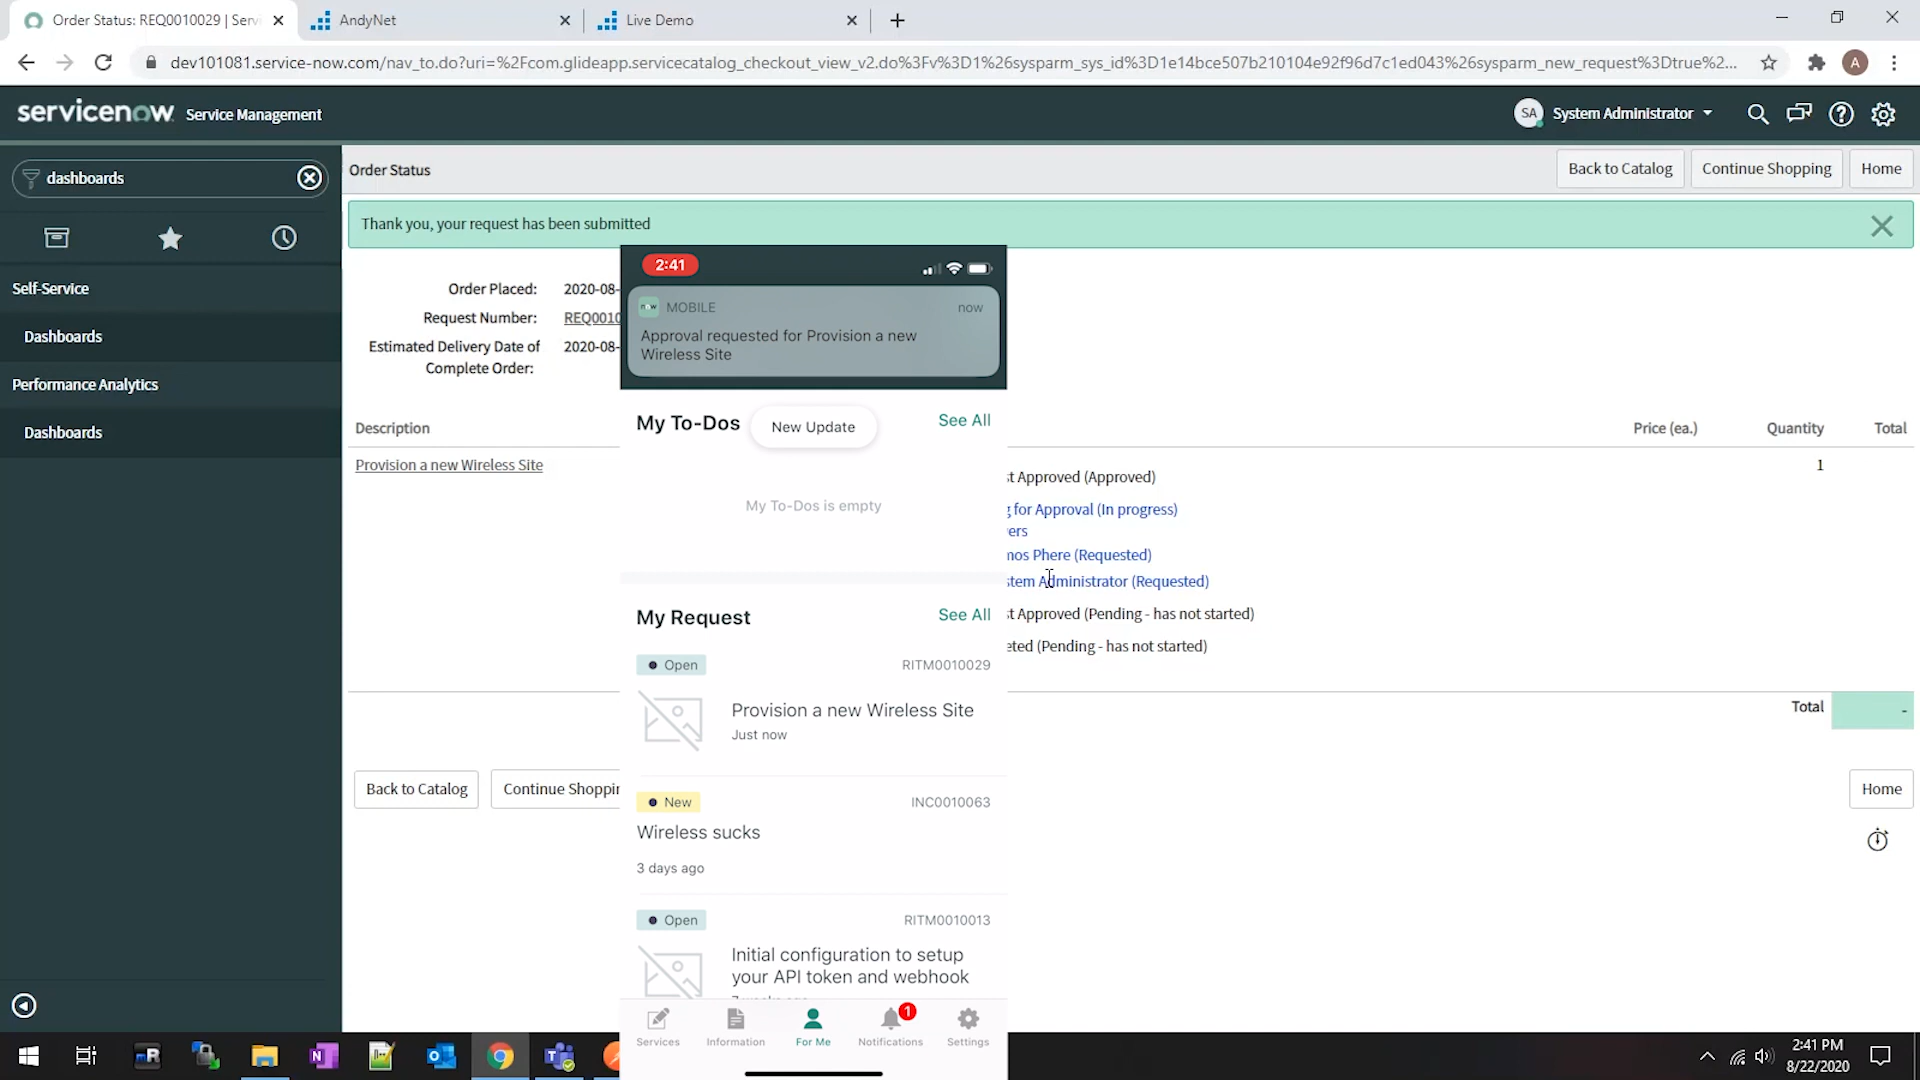 Order Status: REQ0010029 | Serv
AndyNet
Live Demo
dev101081.service-now.com/nav_to.do?uri=%2Fcom.glideapp.servicecatalog_checkout_view_v2.do%3Fv%3D1%26sysparm_sys_id%3D1e14bce507b210104e92f96d7c1ed043%26sysparm_new_request%3Dtrue%2...
A
servicenow Service Management
SA System Administrator
dashboards
Self-Service
Dashboards
Performance Analytics
Dashboards
Order Status
Back to Catalog
Continue Shopping
Home
Thank you, your request has been submitted
Order Placed: 2020-08-
Request Number: REQ0010
Estimated Delivery Date of 2020-08-
Complete Order:
Description
Price (ea.)
Quantity
Total
Provision a new Wireless Site
1
t Approved (Approved)
g for Approval (In progress)
ers
mos Phere (Requested)
stem Administrator (Requested)
t Approved (Pending - has not started)
eted (Pending - has not started)
Total -
Back to Catalog
Continue Shoppin
Home
2:41
now MOBILE now
Approval requested for Provision a new
Wireless Site
My To-Dos
New Update
See All
My To-Dos is empty
My Request
See All
Open RITM0010029
Provision a new Wireless Site
Just now
New INC0010063
Wireless sucks
3 days ago
Open RITM0010013
Initial configuration to setup
your API token and webhook
1
Services
Information
For Me
Notifications
Settings
2:41 PM
8/22/2020